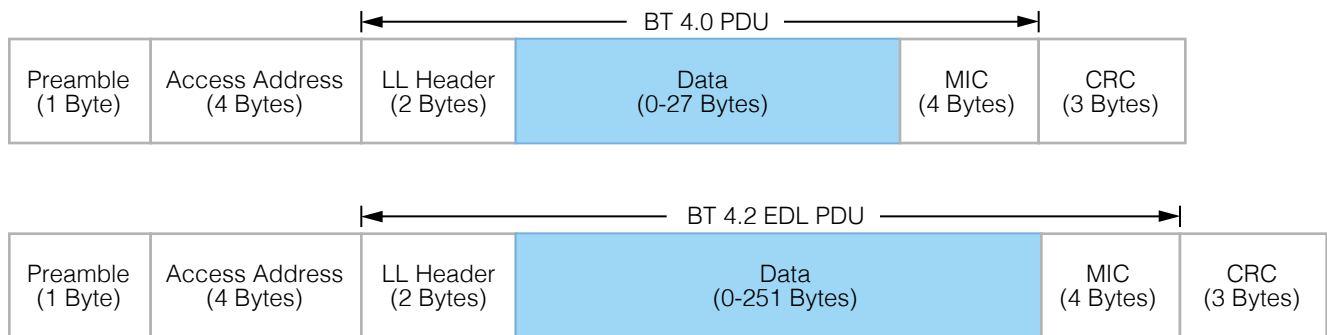 BT 4.0 PDU
Preamble
(1 Byte)
Access Address
(4 Bytes)
LL Header
(2 Bytes)
Data
(0-27 Bytes)
MIC
(4 Bytes)
CRC
(3 Bytes)
BT 4.2 EDL PDU
Preamble
(1 Byte)
Access Address
(4 Bytes)
LL Header
(2 Bytes)
Data
(0-251 Bytes)
MIC
(4 Bytes)
CRC
(3 Bytes)